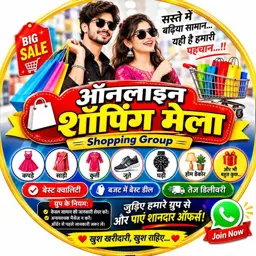 BIG
SALE
सस्ते में
बढ़िया सामान...
यही है हमारी
पहचान...!!
ऑनलाइन
शॉपिंग मेला
Shopping Group
कपड़े
साड़ी
कुर्ती
जूते
घड़ी
होम डेकोर
और भी
बहुत कुछ...
बेस्ट क्वालिटी
बजट में बेस्ट डील
तेज डिलीवरी
ग्रुप के नियम:
जुड़िए हमारे ग्रुप से
और पाएं शानदार ऑफर्स!
खुश खरीदारी, खुश राहिए...
Join Now